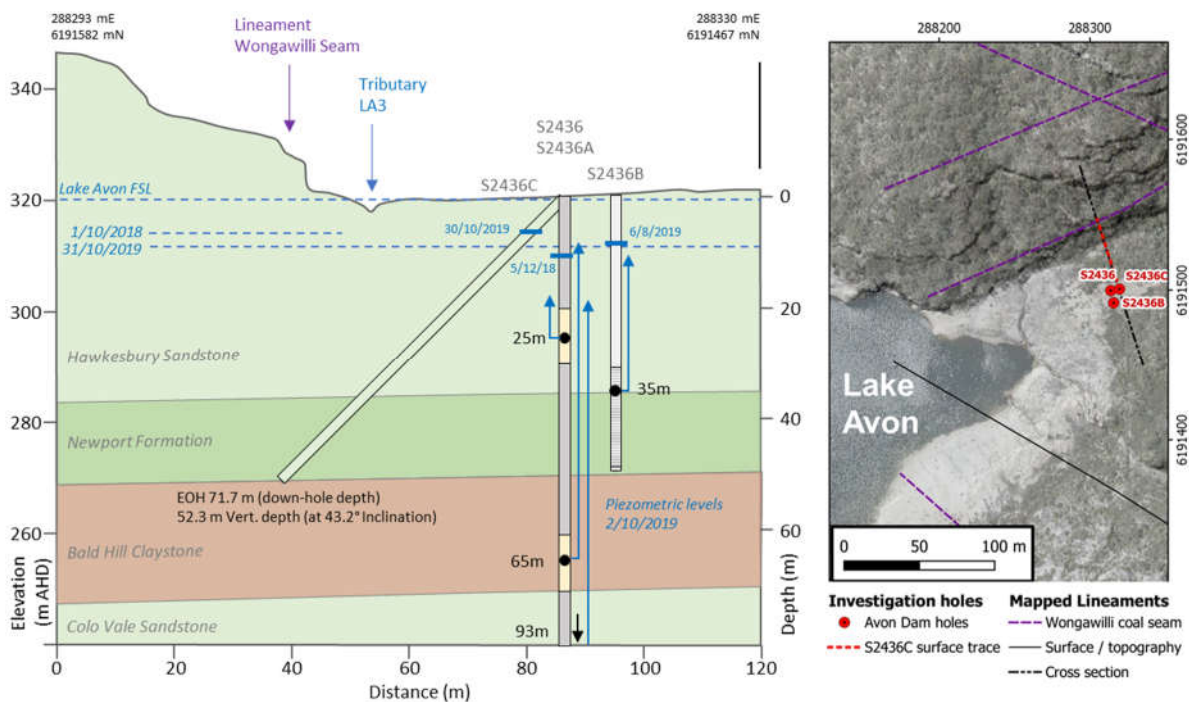 288293 mE
6191582 mN
Lineament
Wongawilli Seam
288330 mE
6191467 mN
Tributary
LA3
S2436
S2436A
S2436B
S2436C
340
320
300
280
260
Elevation
(m AHD)
Lake Avon FSL
1/10/2018
31/10/2019
30/10/2019
5/12/18
6/8/2019
Hawkesbury Sandstone
25m
35m
Newport Formation
EOH 71.7 m (down-hole depth)
52.3 m Vert. depth (at 43.2° Inclination)
Piezometric levels
2/10/2019
Bald Hill Claystone
65m
Colo Vale Sandstone
93m
0
20
40
60
Depth (m)
0
20
40
60
80
100
120
Distance (m)
288200
288300
6191600
6191500
6191400
S2436
S2436C
S2436B
Lake
Avon
0
50
100 m
Investigation holes
Avon Dam holes
S2436C surface trace
Mapped Lineaments
Wongawilli coal seam
Surface / topography
Cross section